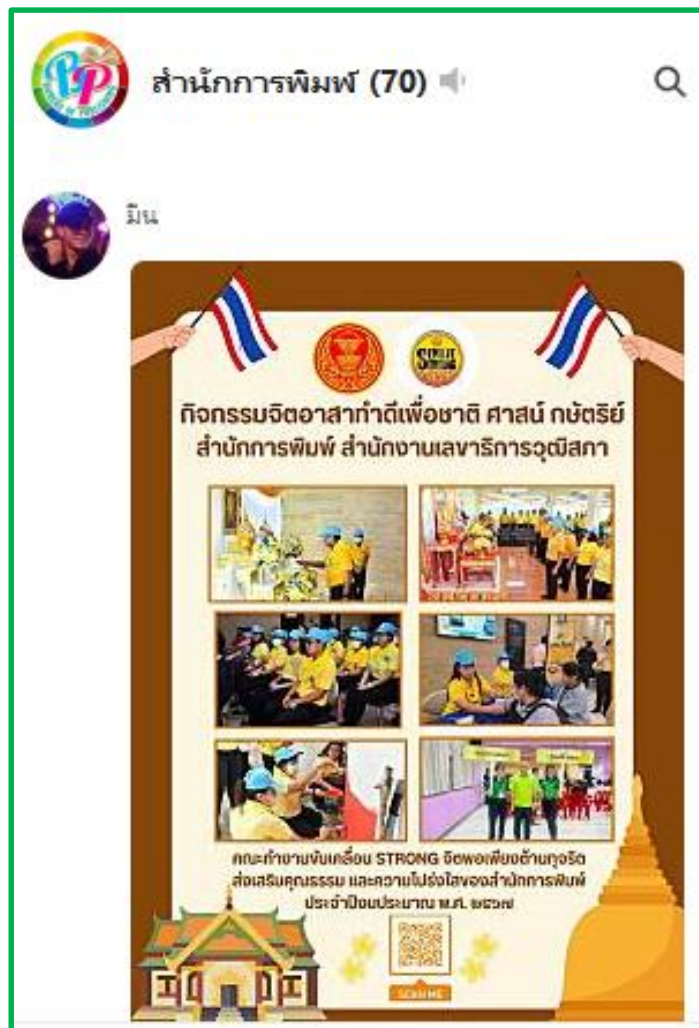 สำนักการพิมพ์ (70)
มีน
กิจกรรมจิตอาสาทำดีเพื่อชาติ ศาสน์ กษัตริย์
สำนักการพิมพ์ สำนักงานเลขาธิการวุฒิสภา
คณะทำงานขับเคลื่อน STRONG จิตพอเพียงต้านทุจริต
ส่งเสริมคุณธรรม และความโปร่งใสของสำนักการพิมพ์
ประจำปีงบประมาณ พ.ศ. ๒๕๖๗
SCAN ME